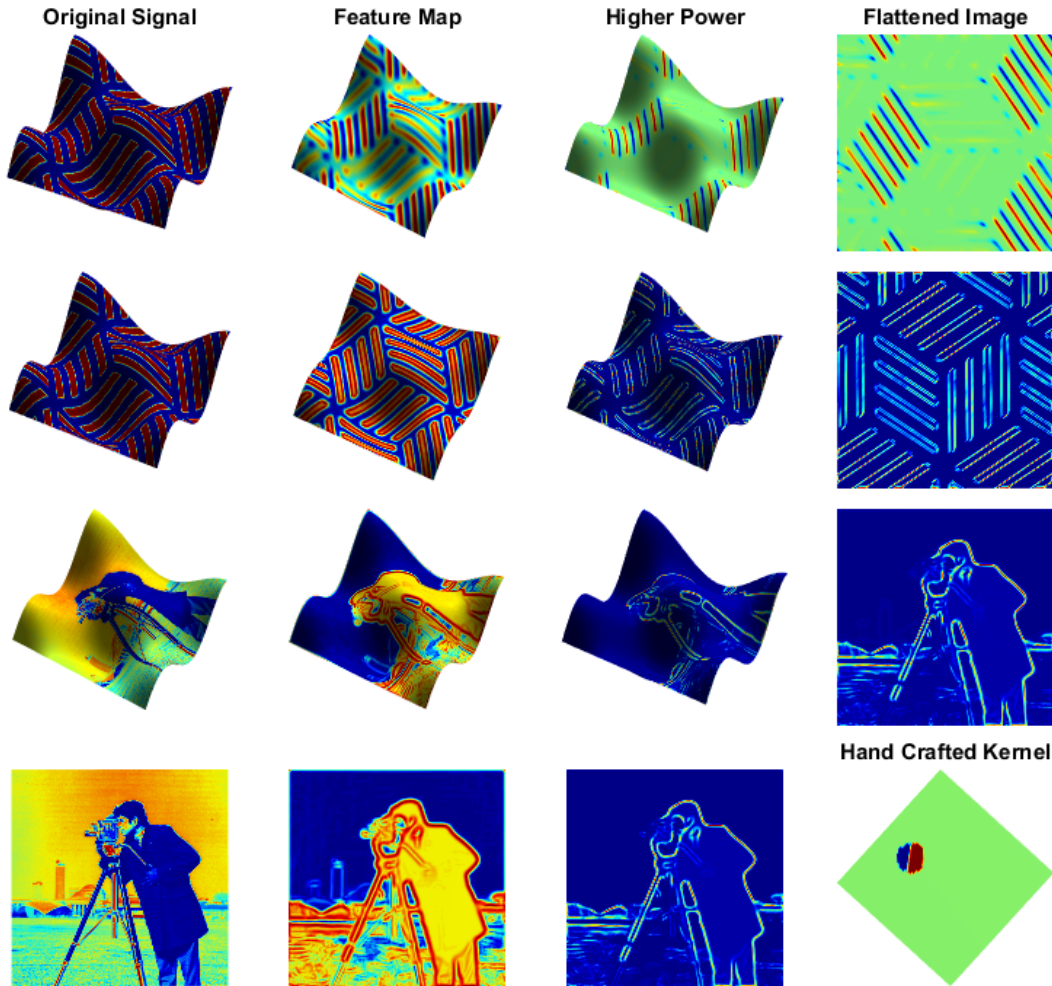 Original Signal
Feature Map
Higher Power
Flattened Image
Hand Crafted Kernel